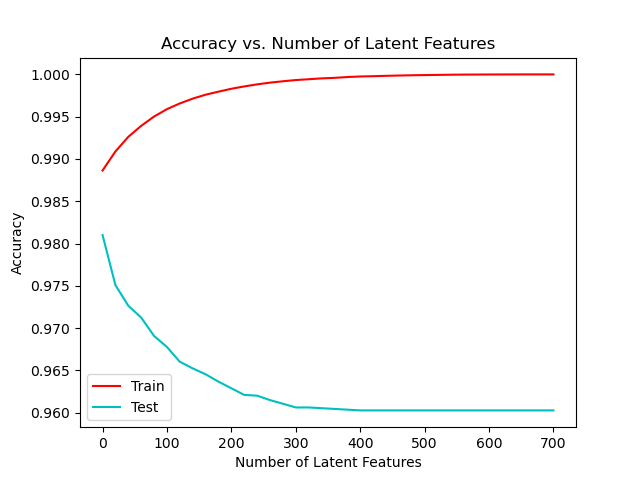 Accuracy vs. Number of Latent Features
1.000
0.995
0.990
0.985
0.980
0.975
0.970
0.965
0.960
Accuracy
Train
Test
0 100 200 300 400 500 600 700
Number of Latent Features